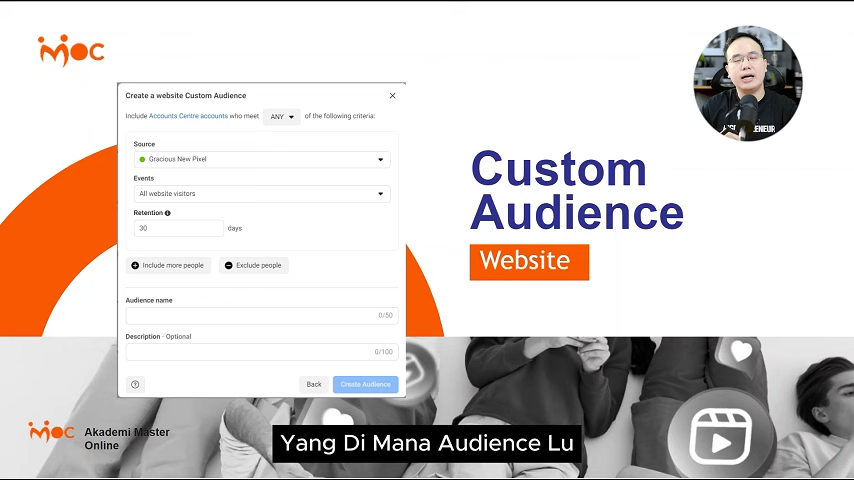 MOC
Create a website Custom Audience
Include Accounts Centre accounts who meet ANY of the following criteria:
Source
Gracious New Pixel
Events
All website visitors
Retention
30 days
Include more people
Exclude people
Audience name
0/50
Description - Optional
0/100
Back
Create Audience
Custom
Audience
Website
MOC
Akademi Master
Online
Yang Di Mana Audience Lu